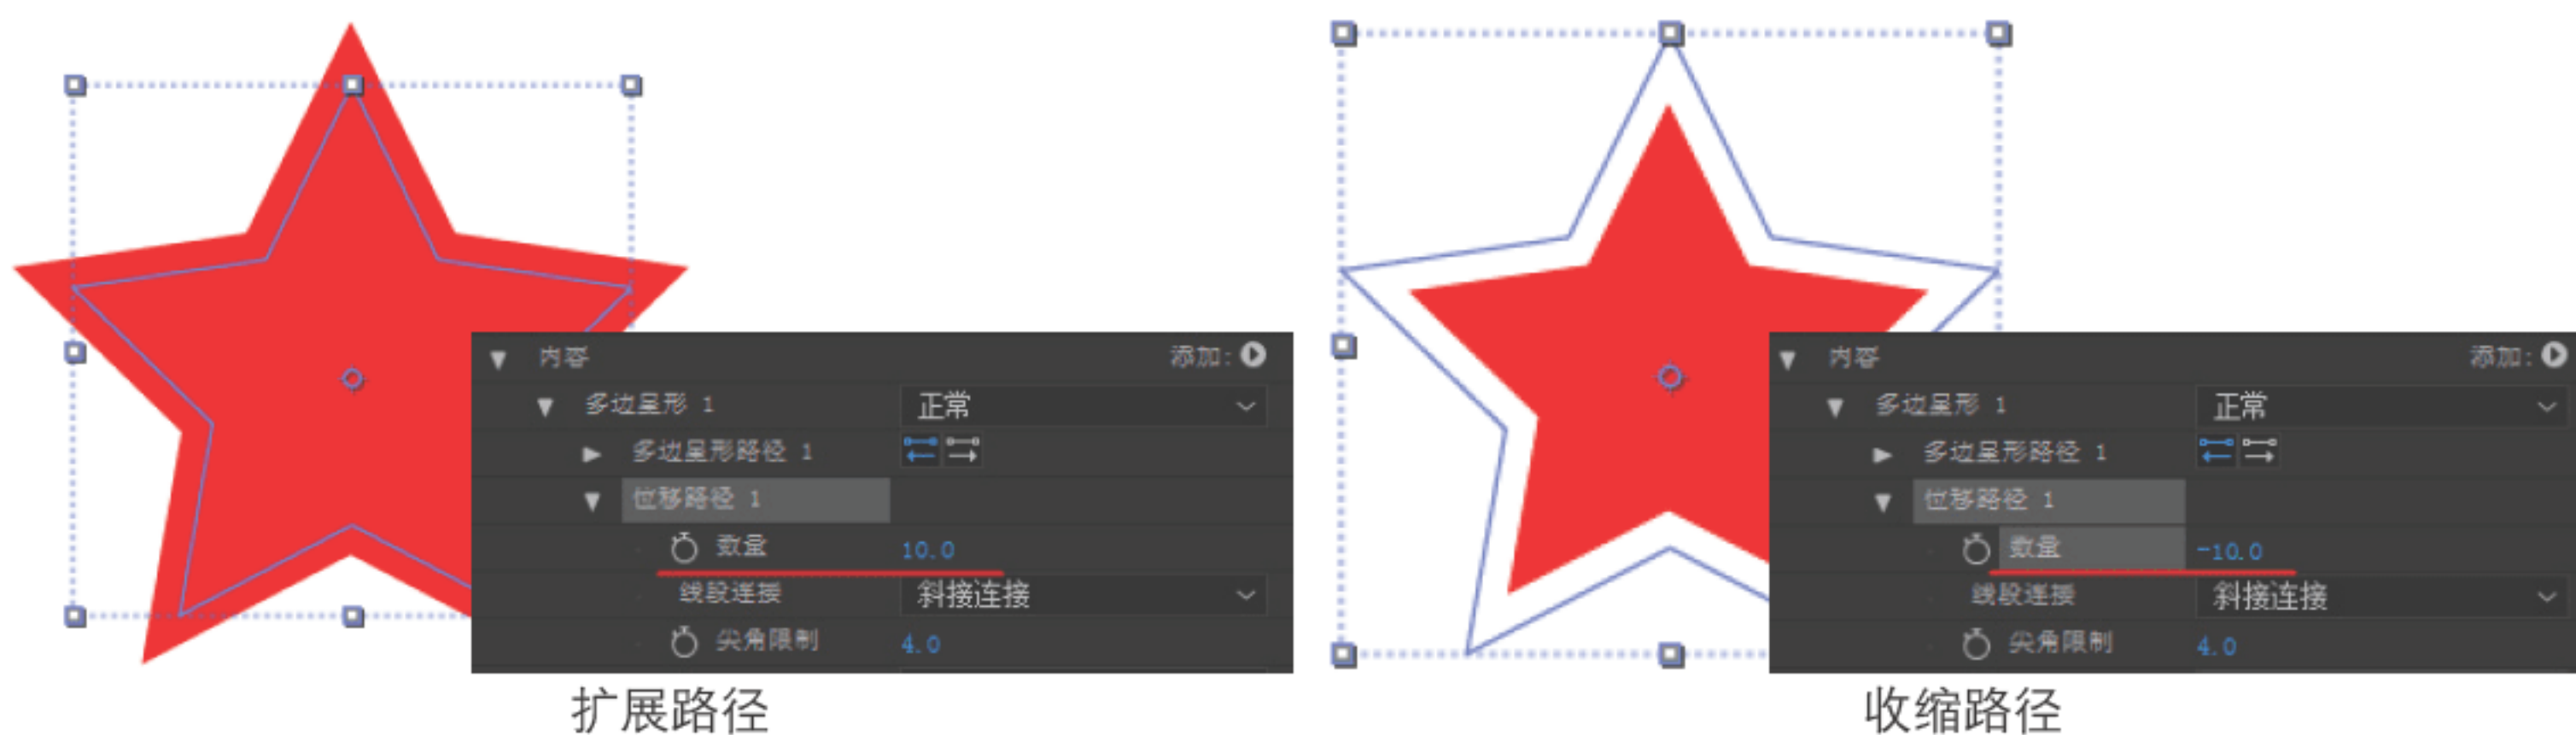 内容 添加:
多边星形 1 正常
多边星形路径 1
位移路径 1
数量 10.0
线段连接 斜接连接
尖角限制 4.0
扩展路径
内容 添加:
多边星形 1 正常
多边星形路径 1
位移路径 1
数量 -10.0
线段连接 斜接连接
尖角限制 4.0
收缩路径